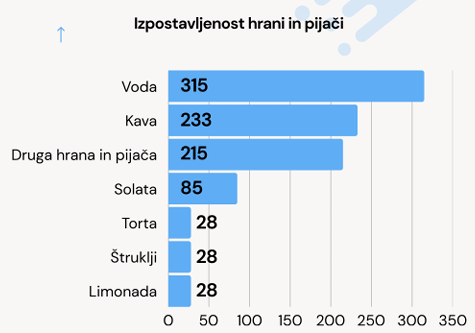 Izpostavljenost hrani in pijači
↑
Voda 315
Kava 233
Druga hrana in pijača 215
Solata 85
Torta 28
Štruklji 28
Limonada 28
0 50 100 150 200 250 300 350